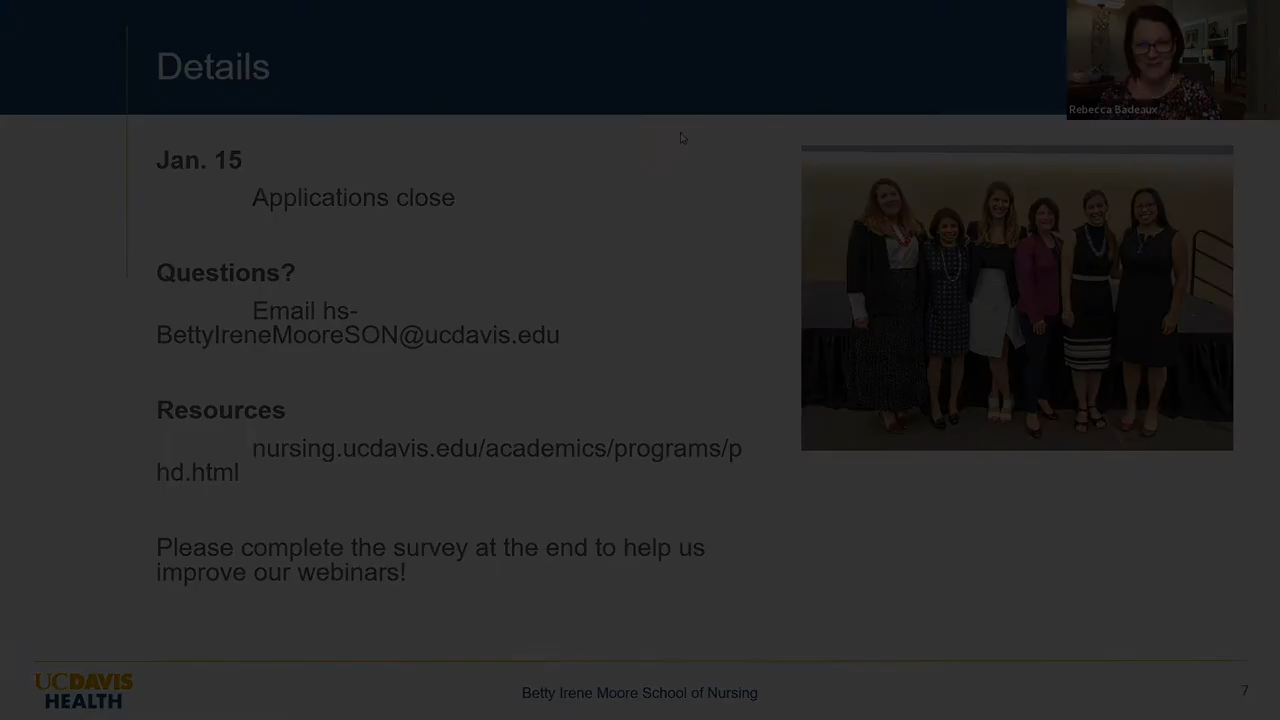 Details
Rebecca Badeaux
Jan. 15
Applications close
Questions?
Email hs-
BettyIreneMooreSON@ucdavis.edu
Resources
nursing.ucdavis.edu/academics/programs/p
hd.html
Please complete the survey at the end to help us
improve our webinars!
UCDAVIS
HEALTH
Betty Irene Moore School of Nursing
7